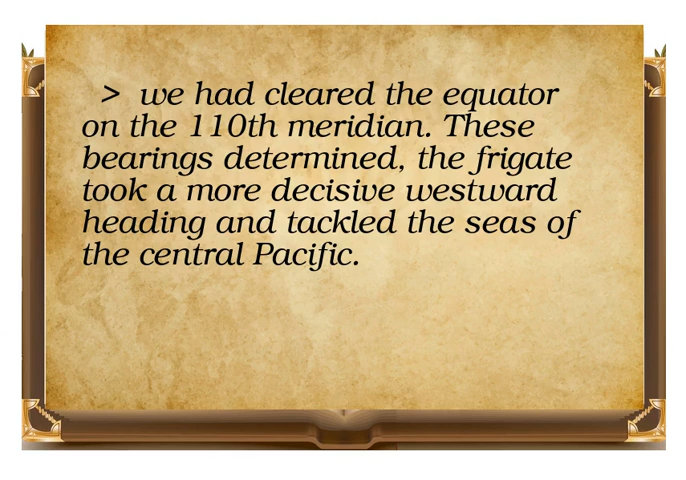 > we had cleared the equator
on the 110th meridian. These
bearings determined, the frigate
took a more decisive westward
heading and tackled the seas of
the central Pacific.